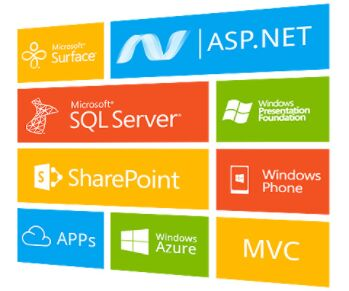 Microsoft®
Surface®
ASP.NET
Microsoft®
SQL Server®
Windows
Presentation
Foundation
SharePoint
Windows
Phone
APPs
Windows
Azure
MVC